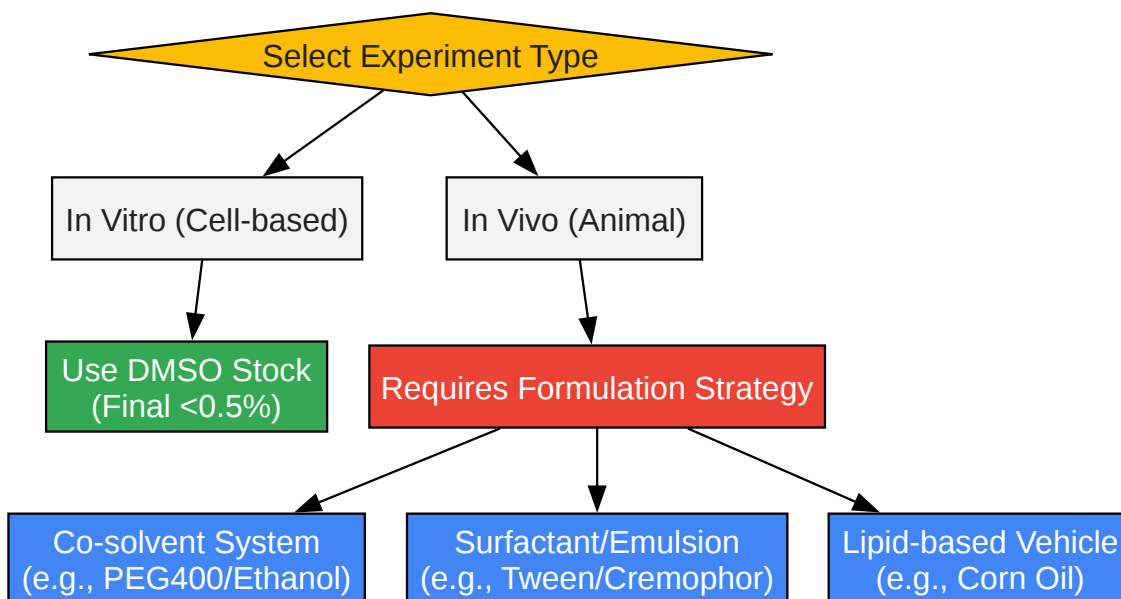 Select Experiment Type
In Vitro (Cell-based)
In Vivo (Animal)
Use DMSO Stock
(Final <0.5%)
Requires Formulation Strategy
Co-solvent System
(e.g., PEG400/Ethanol)
Surfactant/Emulsion
(e.g., Tween/Cremophor)
Lipid-based Vehicle
(e.g., Corn Oil)